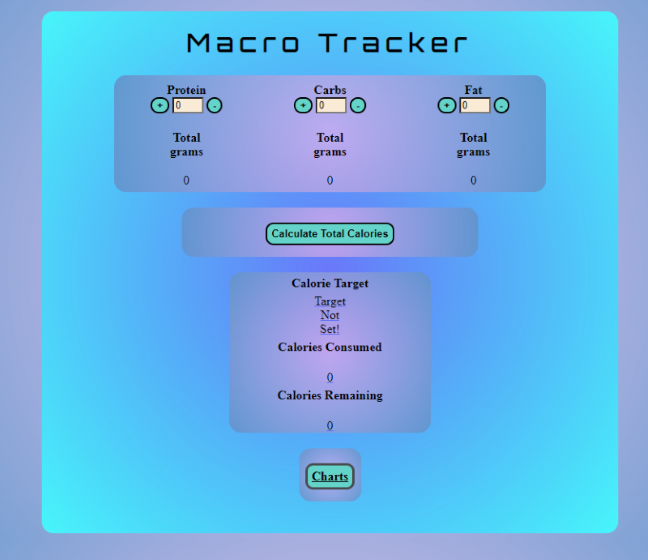 Macro Tracker
Protein Carbs Fat
+ 0 - + 0 - + 0 -
Total Total Total
grams grams grams
0 0 0
Calculate Total Calories
Calorie Target
Target
Not
Set!
Calories Consumed
0
Calories Remaining
0
Charts